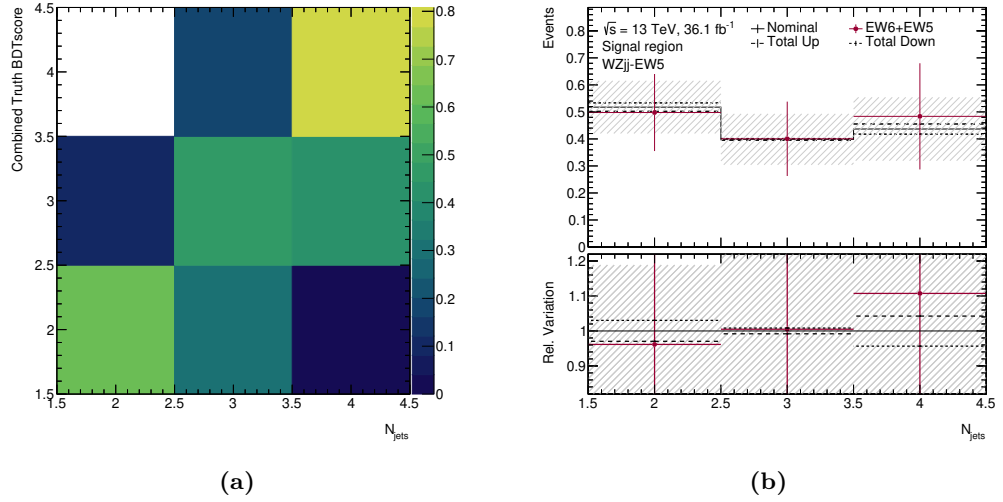 Combined Truth BDTscore
4.5
4
3.5
3
2.5
2
1.5
1.5 2 2.5 3 3.5 4 4.5
N_jets
0.8
0.7
0.6
0.5
0.4
0.3
0.2
0.1
0
(a)
Events
0.8
0.7
0.6
0.5
0.4
0.3
0.2
0.1
0
√s = 13 TeV, 36.1 fb⁻¹
Signal region
WZjj-EW5
Nominal EW6+EW5
Total Up Total Down
Rel. Variation
1.2
1.1
1
0.9
1.5 2 2.5 3 3.5 4 4.5
N_jets
(b)